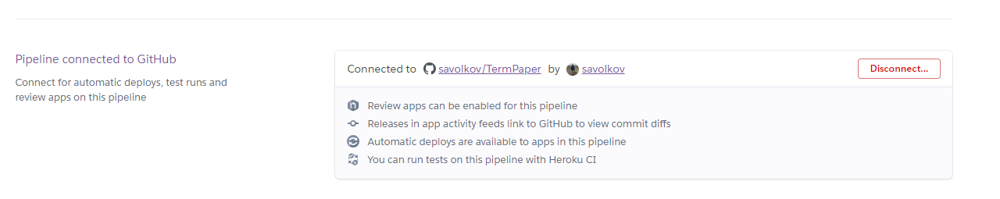 Pipeline connected to GitHub
Connect for automatic deploys, test runs and
review apps on this pipeline
Connected to savolkov/TermPaper by savolkov
Disconnect...
Review apps can be enabled for this pipeline
Releases in app activity feeds link to GitHub to view commit diffs
Automatic deploys are available to apps in this pipeline
You can run tests on this pipeline with Heroku CI